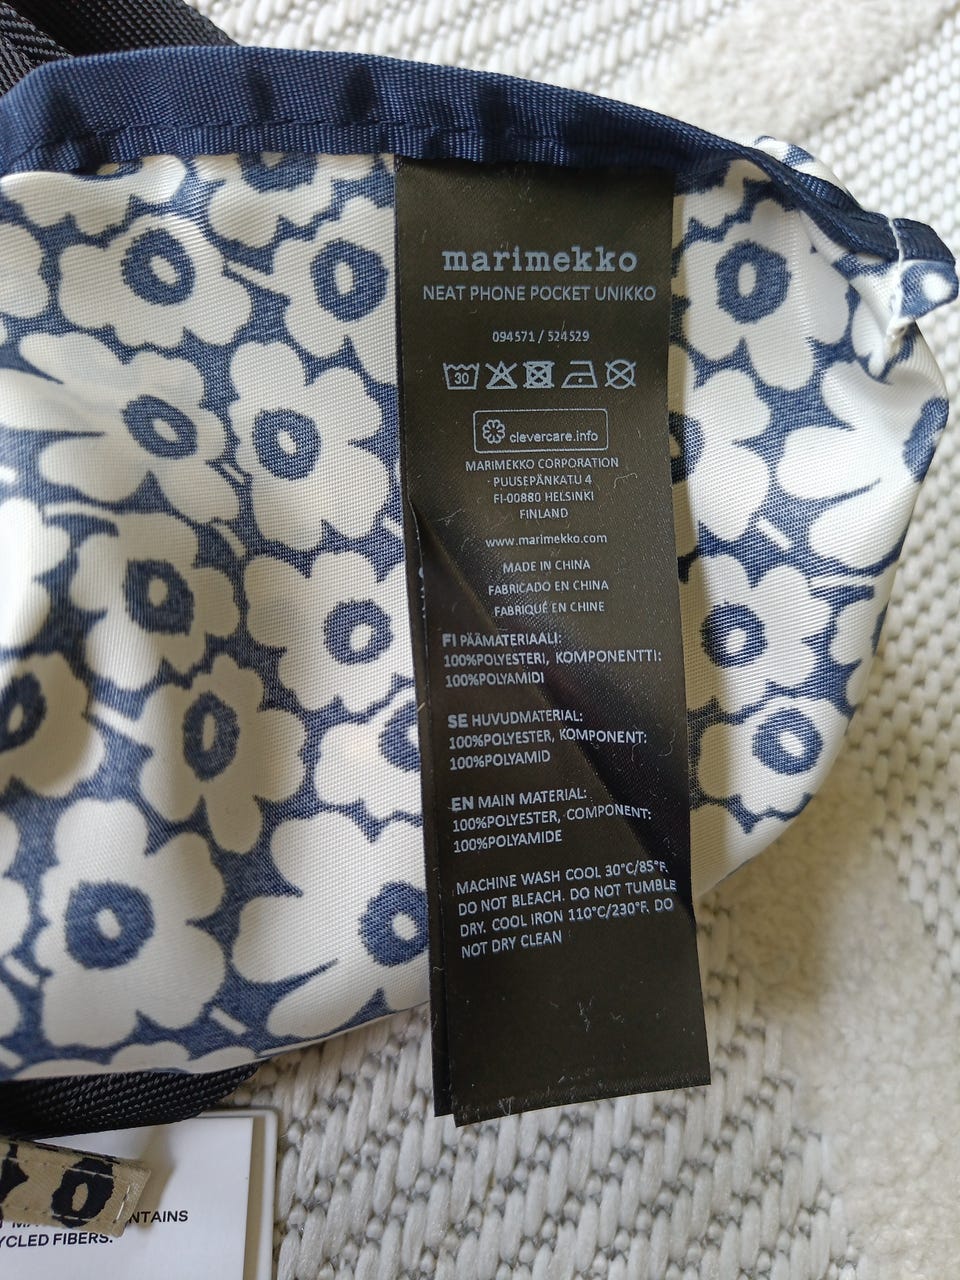 marimekko
NEAT PHONE POCKET UNIKKO
094571 / 524529
30
clevercare.info
MARIMEKKO CORPORATION
PUUSEPÄNKATU 4
FI-00880 HELSINKI
FINLAND
www.marimekko.com
MADE IN CHINA
FABRICADO EN CHINA
FABRIQUÉ EN CHINE
FI PÄÄMATERIAALI:
100%POLYESTERI, KOMPONENTTI:
100%POLYAMIDI
SE HUVUDMATERIAL:
100%POLYESTER, KOMPONENT:
100%POLYAMID
EN MAIN MATERIAL:
100%POLYESTER, COMPONENT:
100%POLYAMIDE
MACHINE WASH COOL 30°C/85°F.
DO NOT BLEACH. DO NOT TUMBLE
DRY. COOL IRON 110°C/230°F. DO
NOT DRY CLEAN
FIBERS.